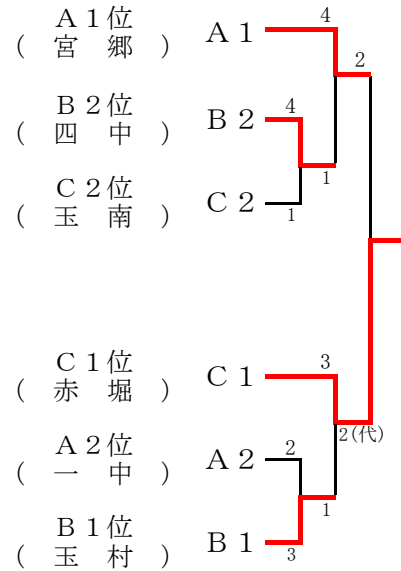 Ａ１位
（ 宮 郷 ）
Ａ１
4
2
Ｂ２位
（ 四 中 ）
Ｂ２
4
1
Ｃ２位
（ 玉 南 ）
Ｃ２
1
Ｃ１位
（ 赤 堀 ）
Ｃ１
3
2(代)
Ａ２位
（ 一 中 ）
Ａ２
2
1
Ｂ１位
（ 玉 村 ）
Ｂ１
3